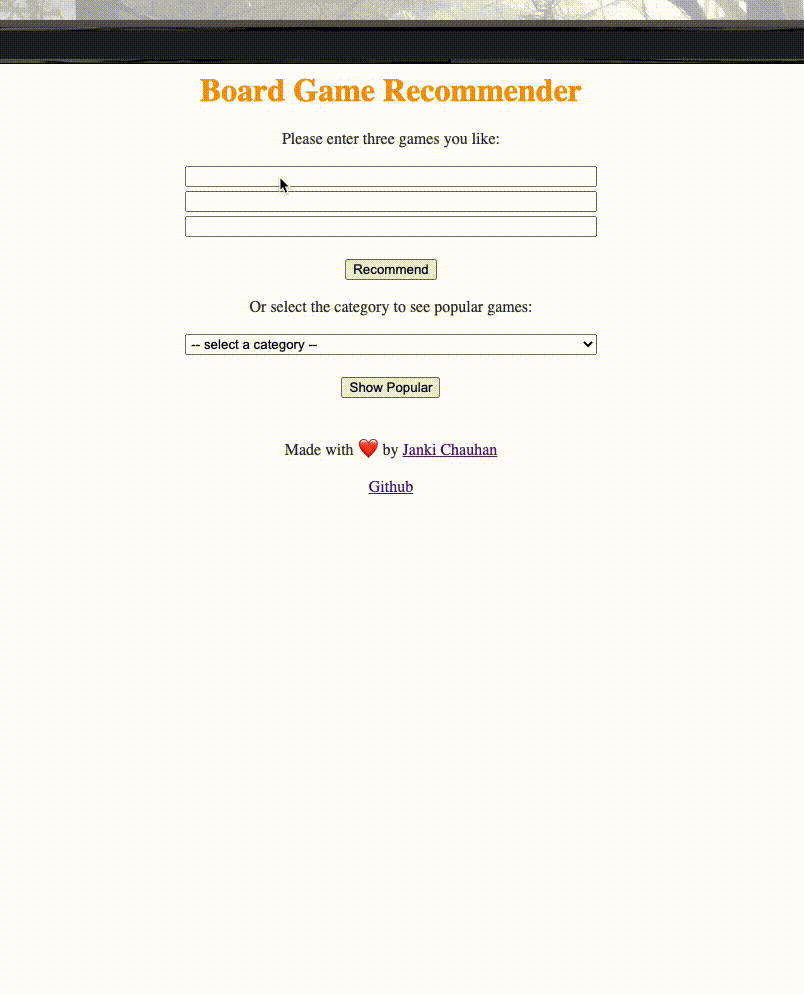 Board Game Recommender
Please enter three games you like:
Recommend
Or select the category to see popular games:
-- select a category --
Show Popular
Made with ❤️ by Janki Chauhan
Github